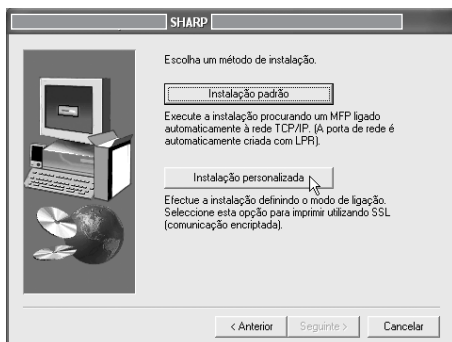 SHARP
Escolha um método de instalação.
Instalação padrão
Execute a instalação procurando um MFP ligado
automaticamente à rede TCP/IP. (A porta de rede é
automaticamente criada com LPR).
Instalação personalizada
Efectue a instalação definindo o modo de ligação.
Seleccione esta opção para imprimir utilizando SSL
(comunicação encriptada).
< Anterior
Seguinte >
Cancelar